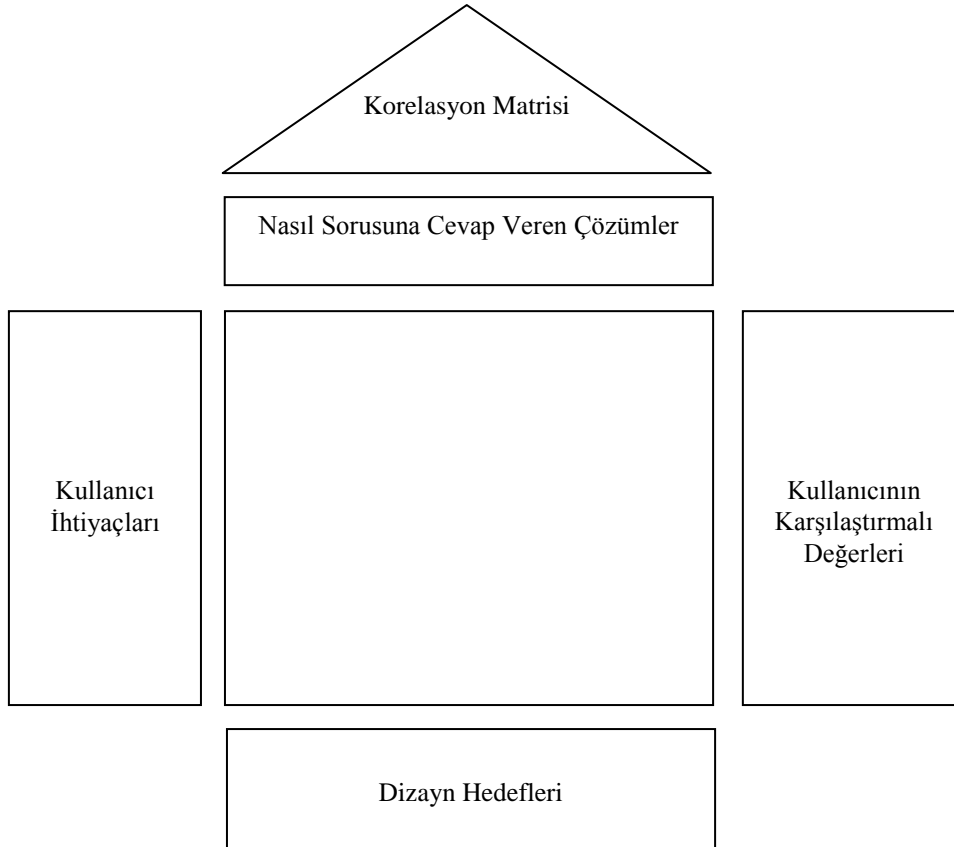 Korelasyon Matrisi
Nasıl Sorusuna Cevap Veren Çözümler
Kullanıcı
İhtiyaçları
Kullanıcının
Karşılaştırmalı
Değerleri
Dizayn Hedefleri